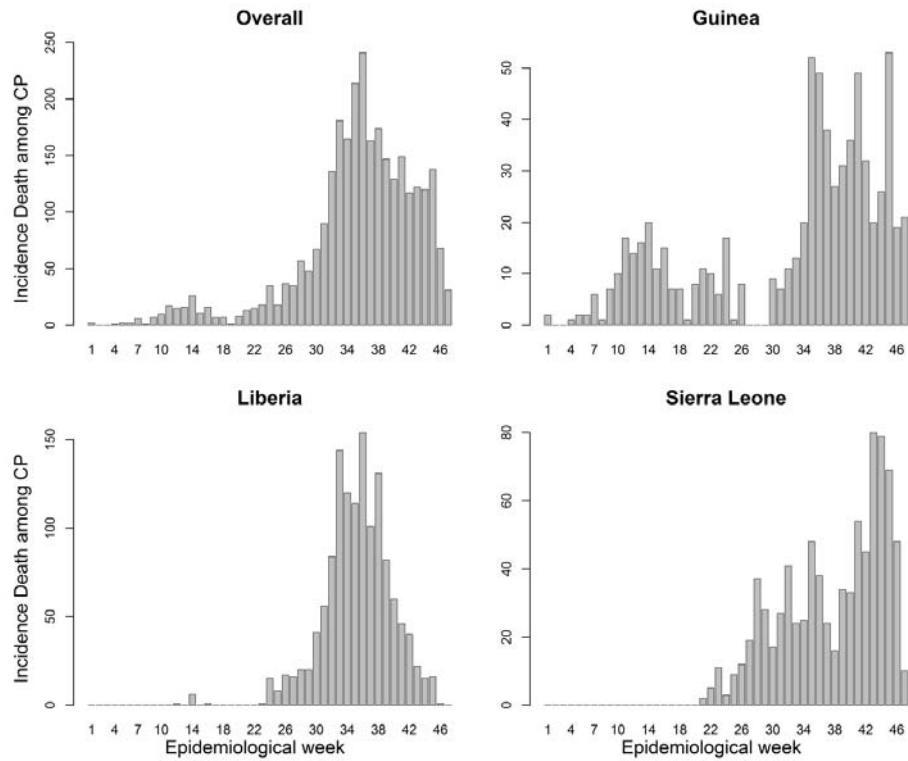 Overall
Incidence Death among CP
0 50 100 150 200 250
1 4 7 10 14 18 22 26 30 34 38 42 46
Guinea
0 10 20 30 40 50
1 4 7 10 14 18 22 26 30 34 38 42 46
Liberia
Incidence Death among CP
0 50 100 150
1 4 7 10 14 18 22 26 30 34 38 42 46
Epidemiological week
Sierra Leone
0 20 40 60 80
1 4 7 10 14 18 22 26 30 34 38 42 46
Epidemiological week